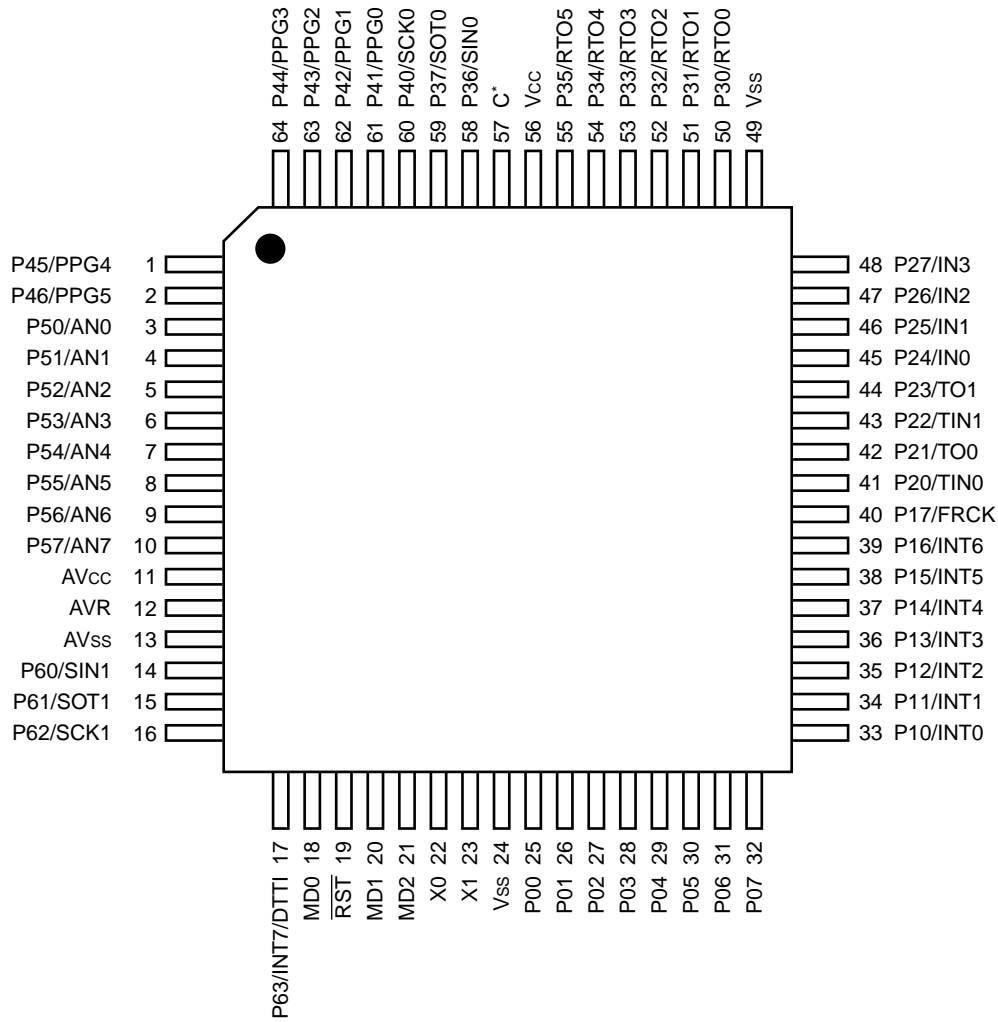 64 P44/PPG3
63 P43/PPG2
62 P42/PPG1
61 P41/PPG0
60 P40/SCK0
59 P37/SOT0
58 P36/SIN0
57 C*
56 Vcc
55 P35/RTO5
54 P34/RTO4
53 P33/RTO3
52 P32/RTO2
51 P31/RTO1
50 P30/RTO0
49 Vss
P45/PPG4 1
P46/PPG5 2
P50/AN0 3
P51/AN1 4
P52/AN2 5
P53/AN3 6
P54/AN4 7
P55/AN5 8
P56/AN6 9
P57/AN7 10
AVcc 11
AVR 12
AVss 13
P60/SIN1 14
P61/SOT1 15
P62/SCK1 16
48 P27/IN3
47 P26/IN2
46 P25/IN1
45 P24/IN0
44 P23/TO1
43 P22/TIN1
42 P21/TO0
41 P20/TIN0
40 P17/FRCK
39 P16/INT6
38 P15/INT5
37 P14/INT4
36 P13/INT3
35 P12/INT2
34 P11/INT1
33 P10/INT0
P63/INT7/DTTI 17
MD0 18
RST 19
MD1 20
MD2 21
X0 22
X1 23
Vss 24
P00 25
P01 26
P02 27
P03 28
P04 29
P05 30
P06 31
P07 32